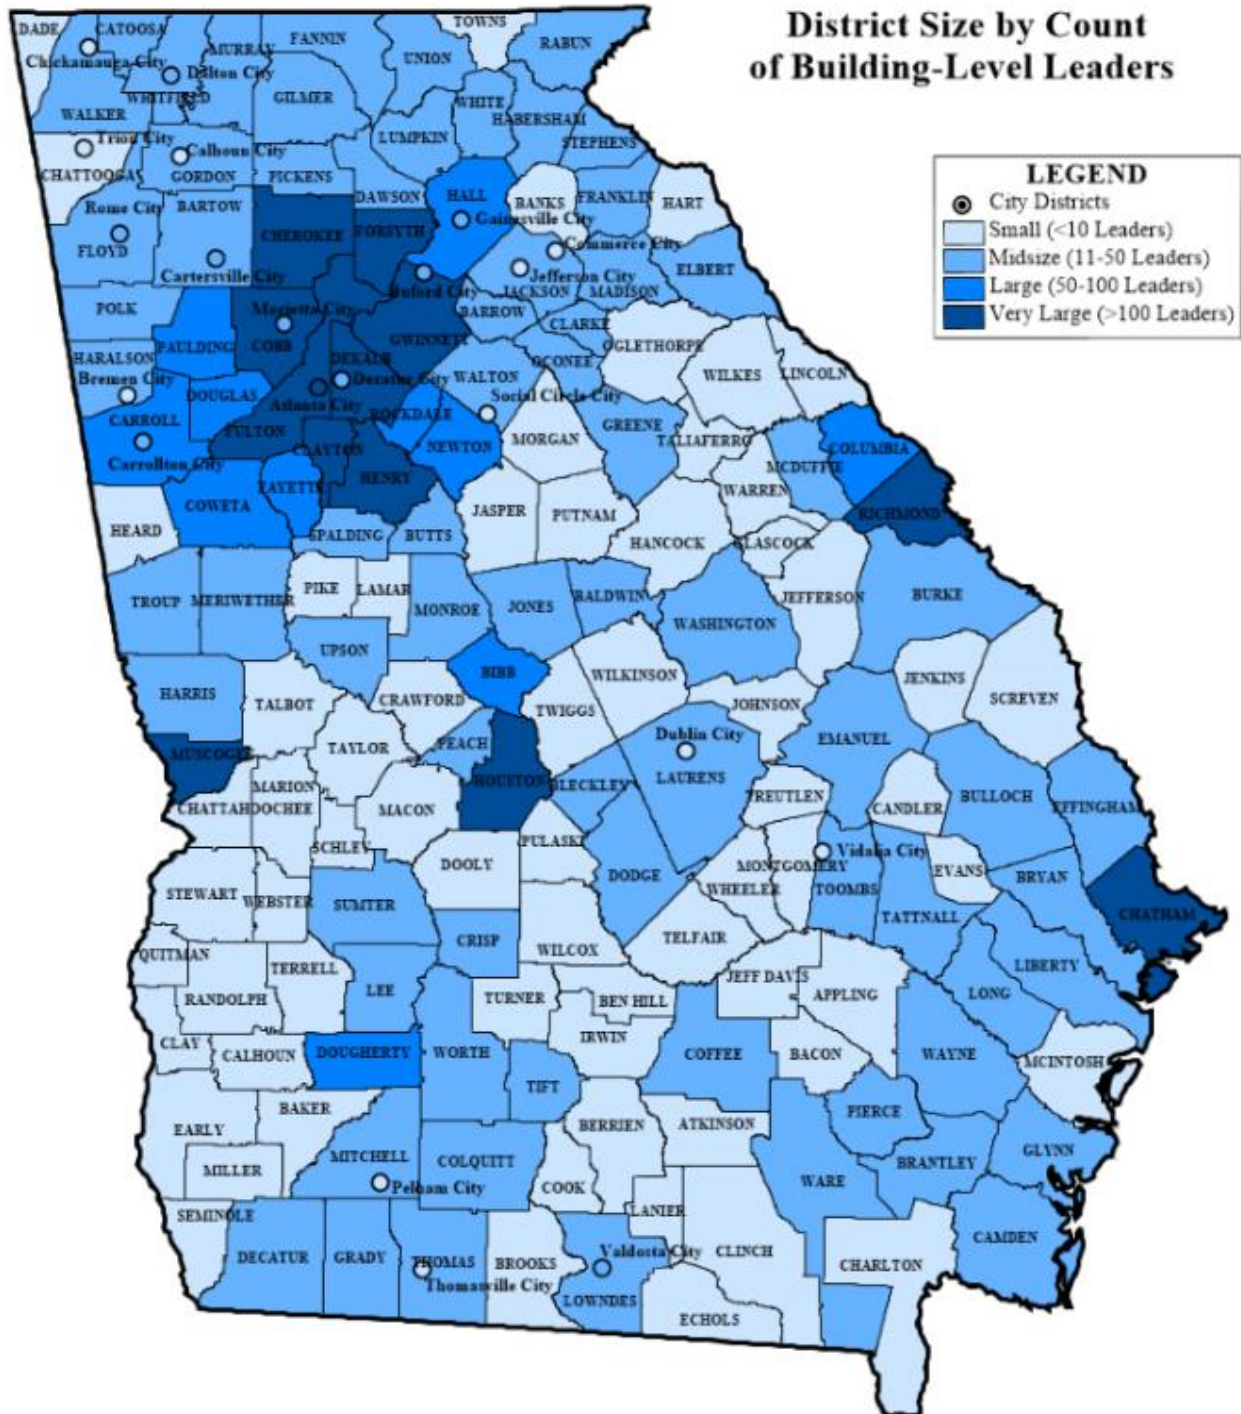 District Size by Count
of Building-Level Leaders
LEGEND
City Districts
Small (<10 Leaders)
Midsize (11-50 Leaders)
Large (50-100 Leaders)
Very Large (>100 Leaders)
DADE
CATOOSA
TOWNS
FANNIN
RABUN
MURRAY
UNION
Chickamauga City
Dalton City
WHITFIELD
GILMER
WHITE
HABERSHAM
WALKER
LUMPKIN
STEPHENS
Trion City
Calhoun City
CHATTOOGA
GORDON
PICKENS
DAWSON
HALL
BANKS
FRANKLIN
HART
Rome City
BARTOW
CHEROKEE
FORSYTH
Gainesville City
FLOYD
Commerce City
Cartersville City
Jefferson City
ELBERT
Buford City
JACKSON
MADISON
POLK
Marietta City
BARROW
CLARKE
COBB
GWINNETT
OGLETHORPE
HARALSON
PAULDING
DEKALB
OCONEE
WILKES
LINCOLN
Bremen City
DOUGLAS
Decatur City
WALTON
Atlanta City
Social Circle City
CARROLL
ROCKDALE
GREENE
FULTON
NEWTON
MORGAN
TALIAFERRO
COLUMBIA
Carrollton City
CLAYTON
MCDUFFIE
HENRY
FAYETTE
WARREN
COWETA
JASPER
PUTNAM
RICHMOND
HEARD
SPALDING
BUTTS
HANCOCK
GLASCOCK
PIKE
LAMAR
JEFFERSON
BURKE
TROUP
MERIWETHER
MONROE
JONES
BALDWIN
WASHINGTON
UPSON
BIBB
WILKINSON
JENKINS
HARRIS
TALBOT
CRAWFORD
SCREVEN
TWIGGS
JOHNSON
MUSCOGEE
TAYLOR
PEACH
Dublin City
EMANUEL
HOUSTON
LAURENS
MARION
BLECKLEY
TREUTLEN
BULLOCH
CHATTAHOOCHEE
MACON
CANDLER
EFFINGHAM
SCHLEY
PULASKI
DOOLY
Vidalia City
MONTGOMERY
STEWART
DODGE
WHEELER
TOOMBS
EVANS
BRYAN
WEBSTER
SUMTER
CHATHAM
TATTNALL
CRISP
TELFAIR
QUITMAN
WILCOX
TERRELL
LIBERTY
JEFF DAVIS
LEE
LONG
RANDOLPH
TURNER
BEN HILL
APPLING
CLAY
IRWIN
CALHOUN
DOUGHERTY
WORTH
COFFEE
BACON
WAYNE
MCINTOSH
TIFT
BAKER
PIERCE
BERRIEN
ATKINSON
EARLY
MITCHELL
COLQUITT
GLYNN
MILLER
BRANTLEY
WARE
COOK
Pelham City
SEMINOLE
LANIER
CAMDEN
DECATUR
GRADY
THOMAS
BROOKS
Valdosta City
CLINCH
CHARLTON
Thomasville City
LOWNDES
ECHOLS